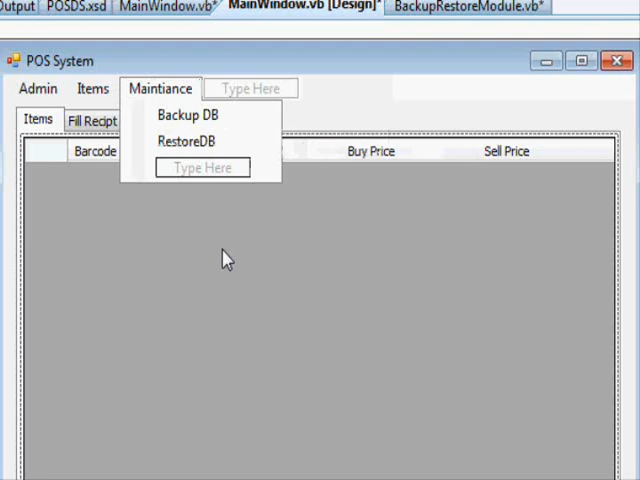 Output POSDS.xsd MainWindow.vb* MainWindow.vb [Design]* BackupRestoreModule.vb*
POS System
Admin Items Maintiance Type Here
Backup DB
RestoreDB
Type Here
Items Fill Recipt
Barcode Buy Price Sell Price